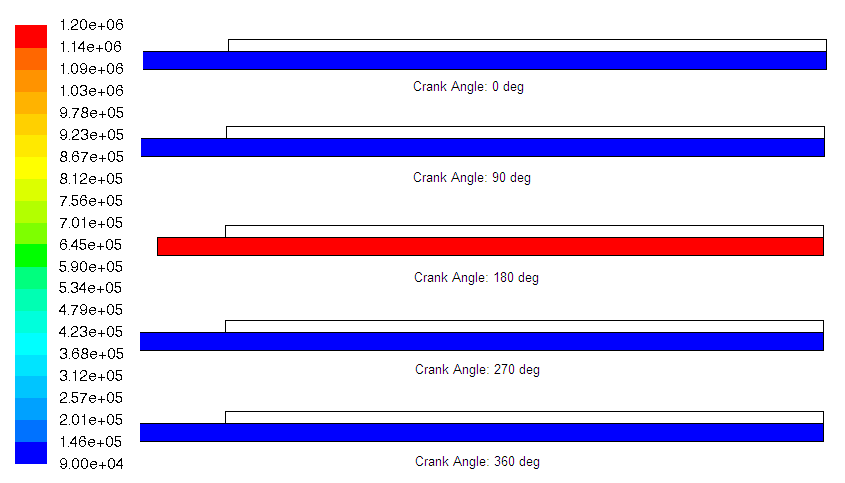 1.20e+06
1.14e+06
1.09e+06
1.03e+06
9.78e+05
9.23e+05
8.67e+05
8.12e+05
7.56e+05
7.01e+05
6.45e+05
5.90e+05
5.34e+05
4.79e+05
4.23e+05
3.68e+05
3.12e+05
2.57e+05
2.01e+05
1.46e+05
9.00e+04
Crank Angle: 0 deg
Crank Angle: 90 deg
Crank Angle: 180 deg
Crank Angle: 270 deg
Crank Angle: 360 deg